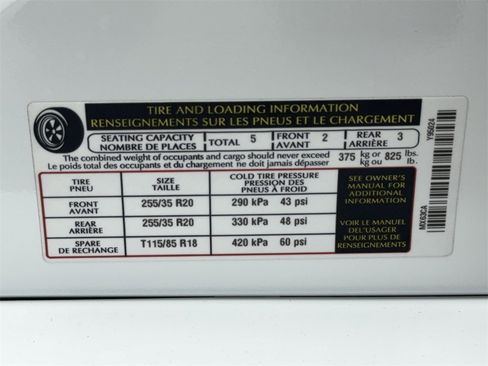 TIRE AND LOADING INFORMATION
RENSEIGNEMENTS SUR LES PNEUS ET LE CHARGEMENT
SEATING CAPACITY
NOMBRE DE PLACES
TOTAL 5
FRONT
AVANT 2
REAR
ARRIÈRE 3
The combined weight of occupants and cargo should never exceed
Le poids total des occupants et du chargement ne doit jamais dépasser
375 kg or 825 lbs.
kg ou lb.
TIRE
PNEU
SIZE
TAILLE
COLD TIRE PRESSURE
PRESSION DES
PNEUS À FROID
FRONT
AVANT
255/35 R20
290 kPa 43 psi
REAR
ARRIÈRE
255/35 R20
330 kPa 48 psi
SPARE
DE RECHANGE
T115/85 R18
420 kPa 60 psi
SEE OWNER'S
MANUAL FOR
ADDITIONAL
INFORMATION
VOIR LE MANUEL
DEL'USAGER
POUR PLUS DE
RENSEIGNEMENTS
Y95624
MX63CA